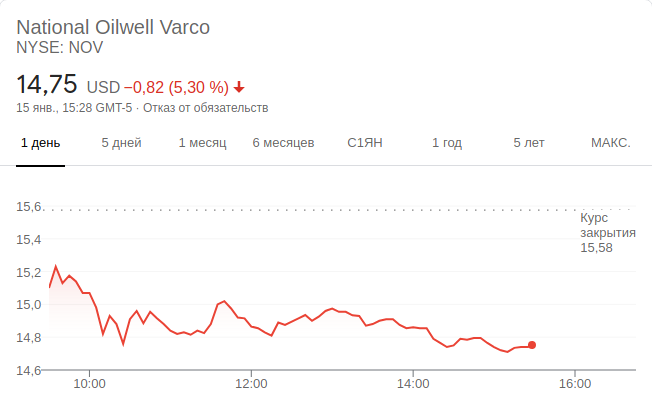 National Oilwell Varco
NYSE: NOV
14,75 USD −0,82 (5,30 %)
15 янв., 15:28 GMT-5 · Отказ от обязательств
1 день 5 дней 1 месяц 6 месяцев С1ЯН 1 год 5 лет МАКС.
15,6
Курс
закрытия
15,58
15,4
15,2
15,0
14,8
14,6
10:00 12:00 14:00 16:00